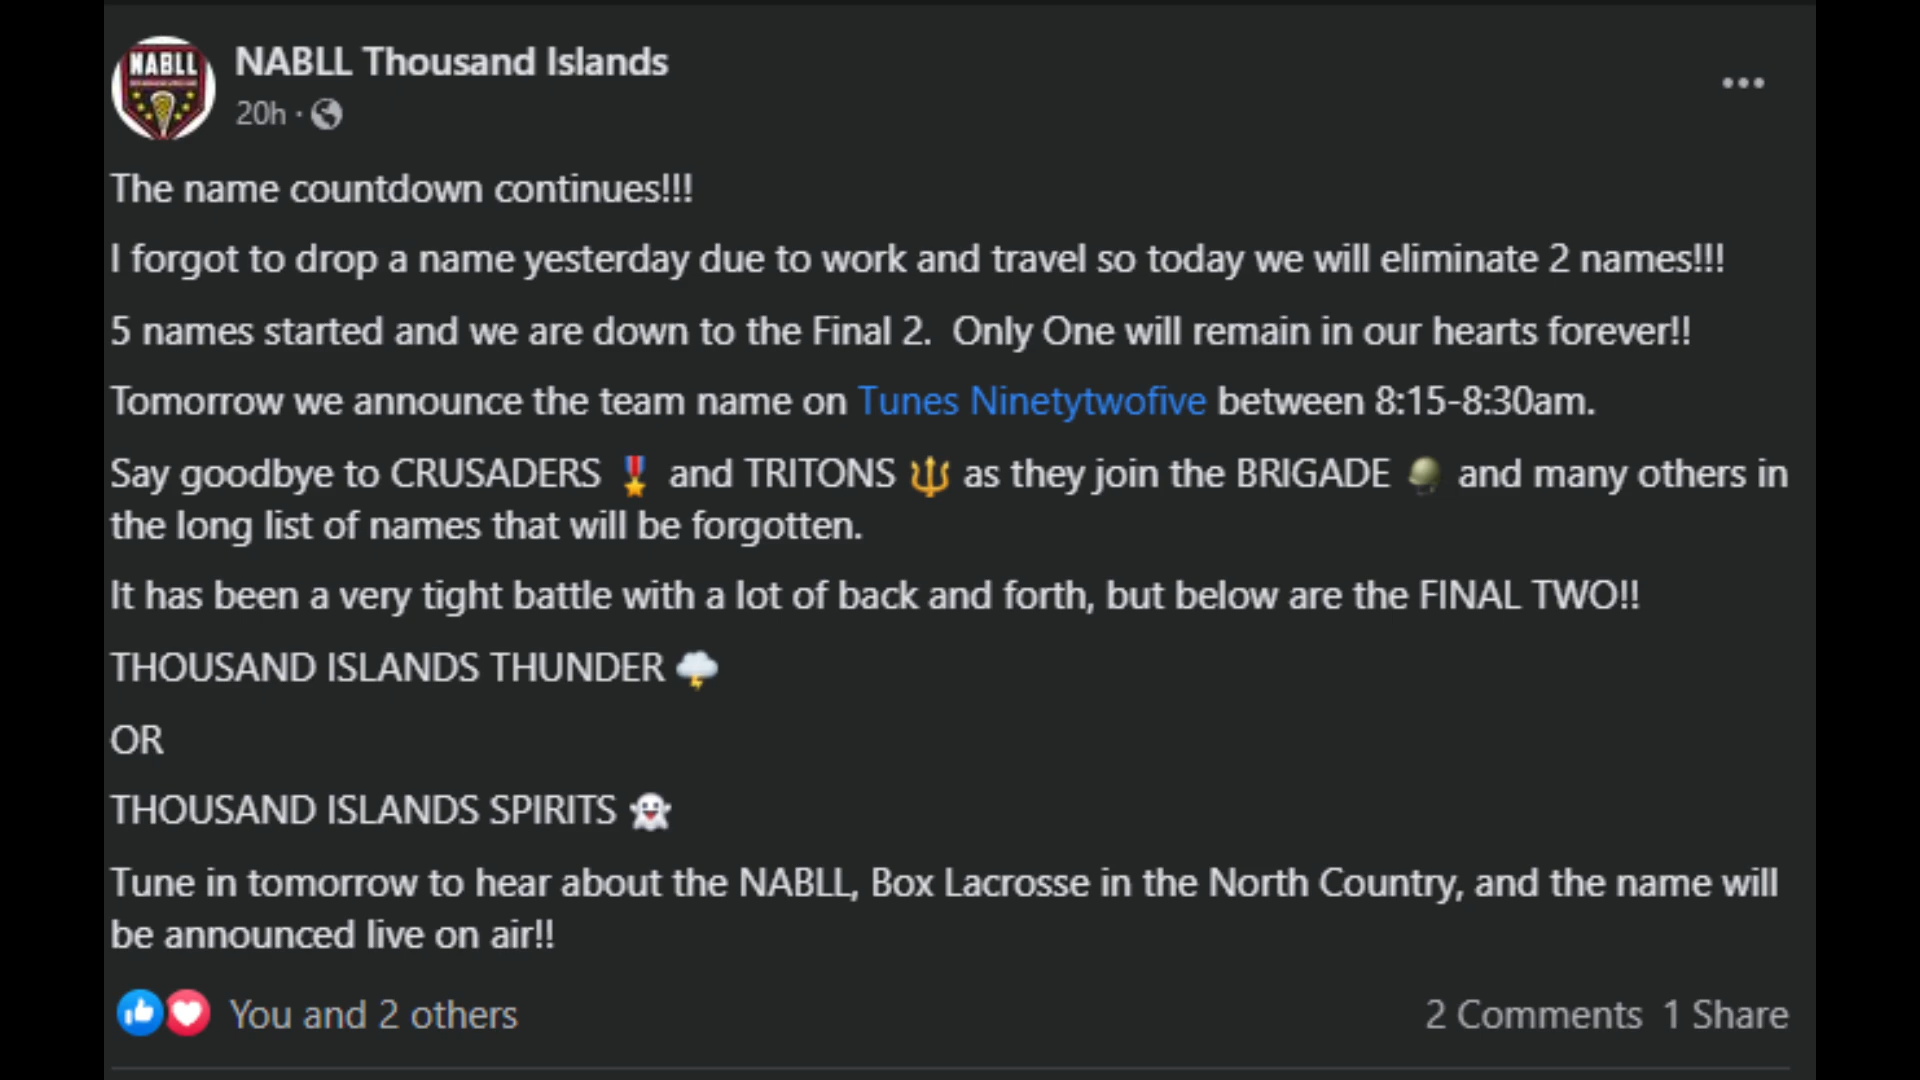 NABLL
NABLL Thousand Islands
20h ·
The name countdown continues!!!
I forgot to drop a name yesterday due to work and travel so today we will eliminate 2 names!!!
5 names started and we are down to the Final 2.  Only One will remain in our hearts forever!!
Tomorrow we announce the team name on Tunes Ninetytwofive between 8:15-8:30am.
Say goodbye to CRUSADERS 🎖️ and TRITONS 🔱 as they join the BRIGADE 🪖 and many others in
the long list of names that will be forgotten.
It has been a very tight battle with a lot of back and forth, but below are the FINAL TWO!!
THOUSAND ISLANDS THUNDER 🌩️
OR
THOUSAND ISLANDS SPIRITS 👻
Tune in tomorrow to hear about the NABLL, Box Lacrosse in the North Country, and the name will
be announced live on air!!
You and 2 others
2 Comments 1 Share